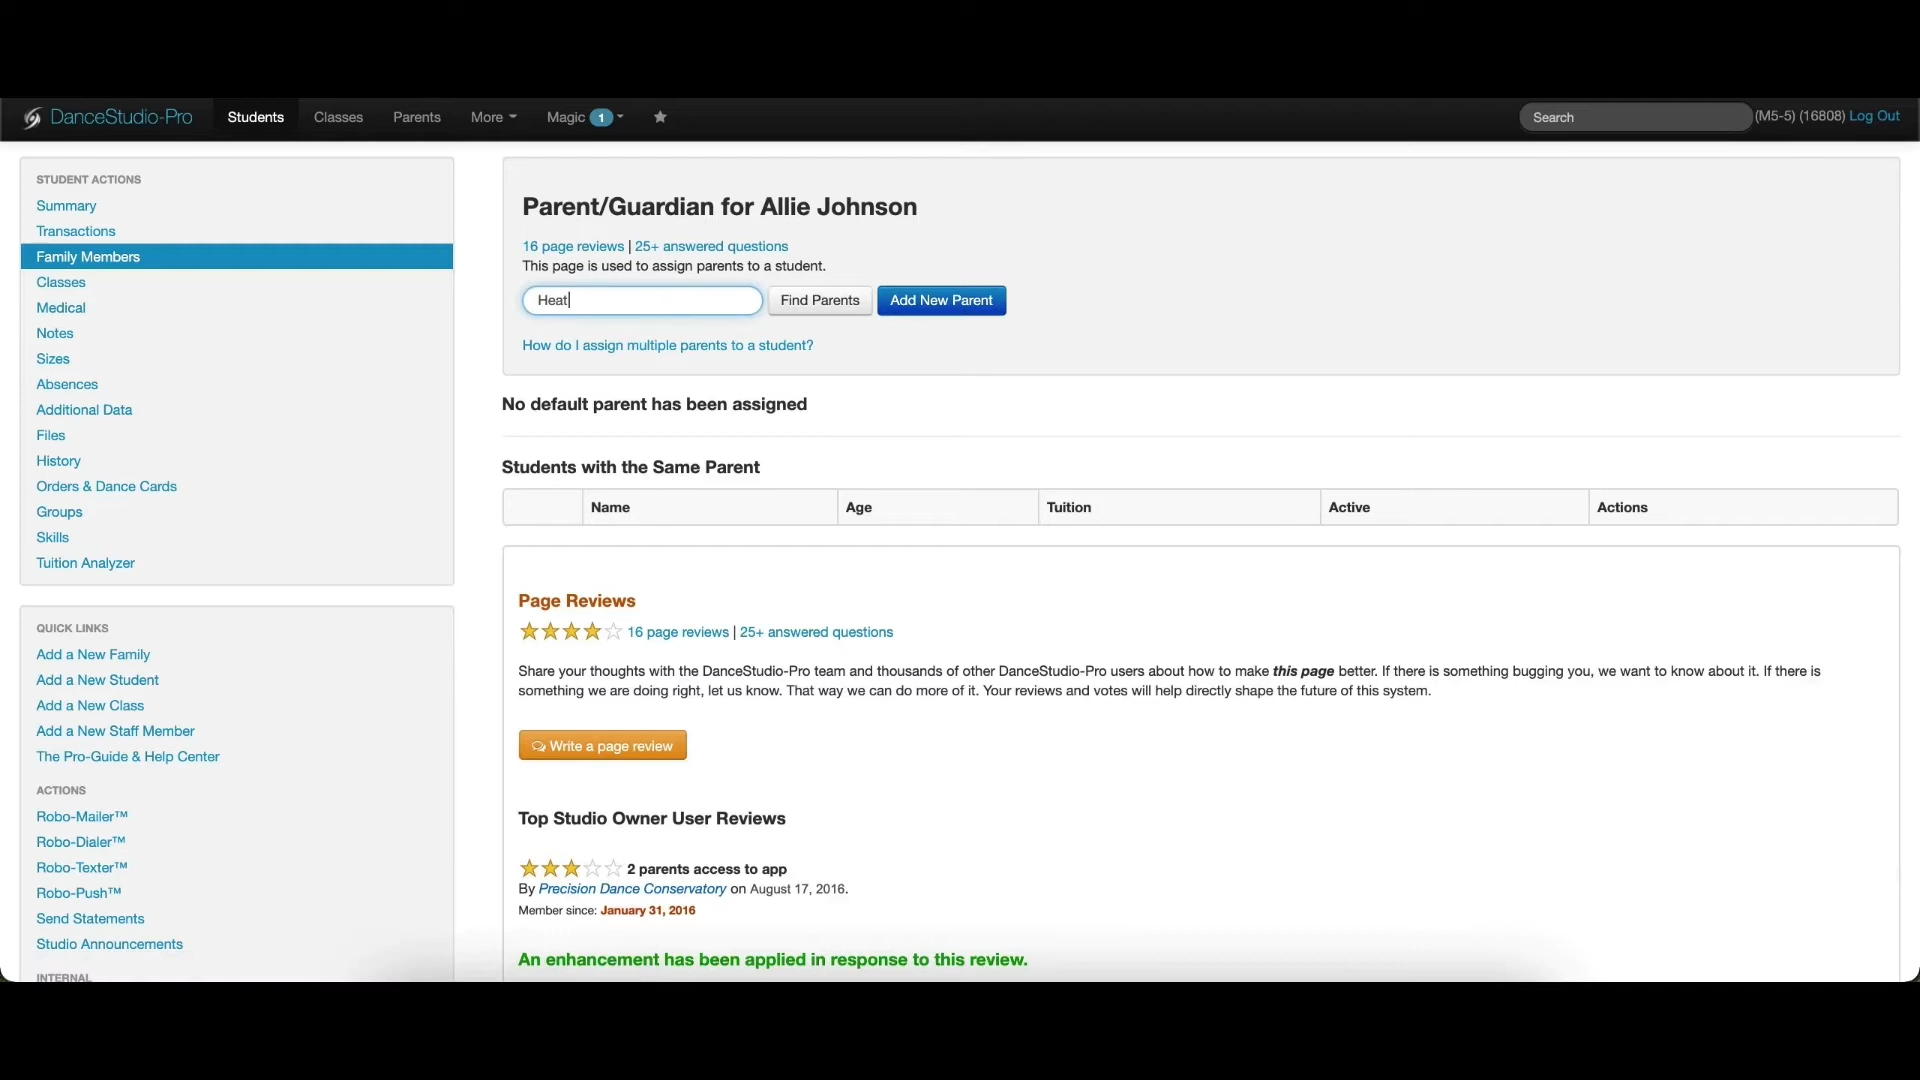 DanceStudio-Pro Students Classes Parents More Magic 1 Search (M5-5) (16808) Log Out
STUDENT ACTIONS
Summary
Transactions
Family Members
Classes
Medical
Notes
Sizes
Absences
Additional Data
Files
History
Orders & Dance Cards
Groups
Skills
Tuition Analyzer
QUICK LINKS
Add a New Family
Add a New Student
Add a New Class
Add a New Staff Member
The Pro-Guide & Help Center
ACTIONS
Robo-Mailer™
Robo-Dialer™
Robo-Texter™
Robo-Push™
Send Statements
Studio Announcements
INTERNAL
Parent/Guardian for Allie Johnson
16 page reviews | 25+ answered questions
This page is used to assign parents to a student.
Heat Find Parents Add New Parent
How do I assign multiple parents to a student?
No default parent has been assigned
Students with the Same Parent
Name Age Tuition Active Actions
Page Reviews
16 page reviews | 25+ answered questions
Share your thoughts with the DanceStudio-Pro team and thousands of other DanceStudio-Pro users about how to make this page better. If there is something bugging you, we want to know about it. If there is
something we are doing right, let us know. That way we can do more of it. Your reviews and votes will help directly shape the future of this system.
Write a page review
Top Studio Owner User Reviews
2 parents access to app
By Precision Dance Conservatory on August 17, 2016.
Member since: January 31, 2016
An enhancement has been applied in response to this review.